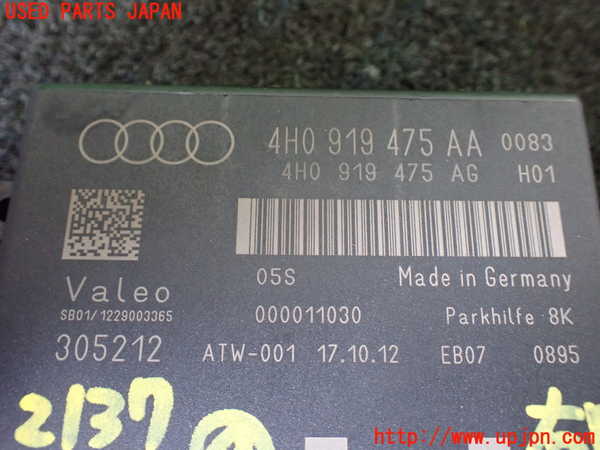 USED PARTS JAPAN
4H0 919 475 AA 0083
4H0 919 475 AG H01
05S Made in Germany
Valeo
SB01/1229003365
000011030 Parkhilfe 8K
305212 ATW-001 17.10.12 EB07 0895
2137
http://www.upjpn.com/